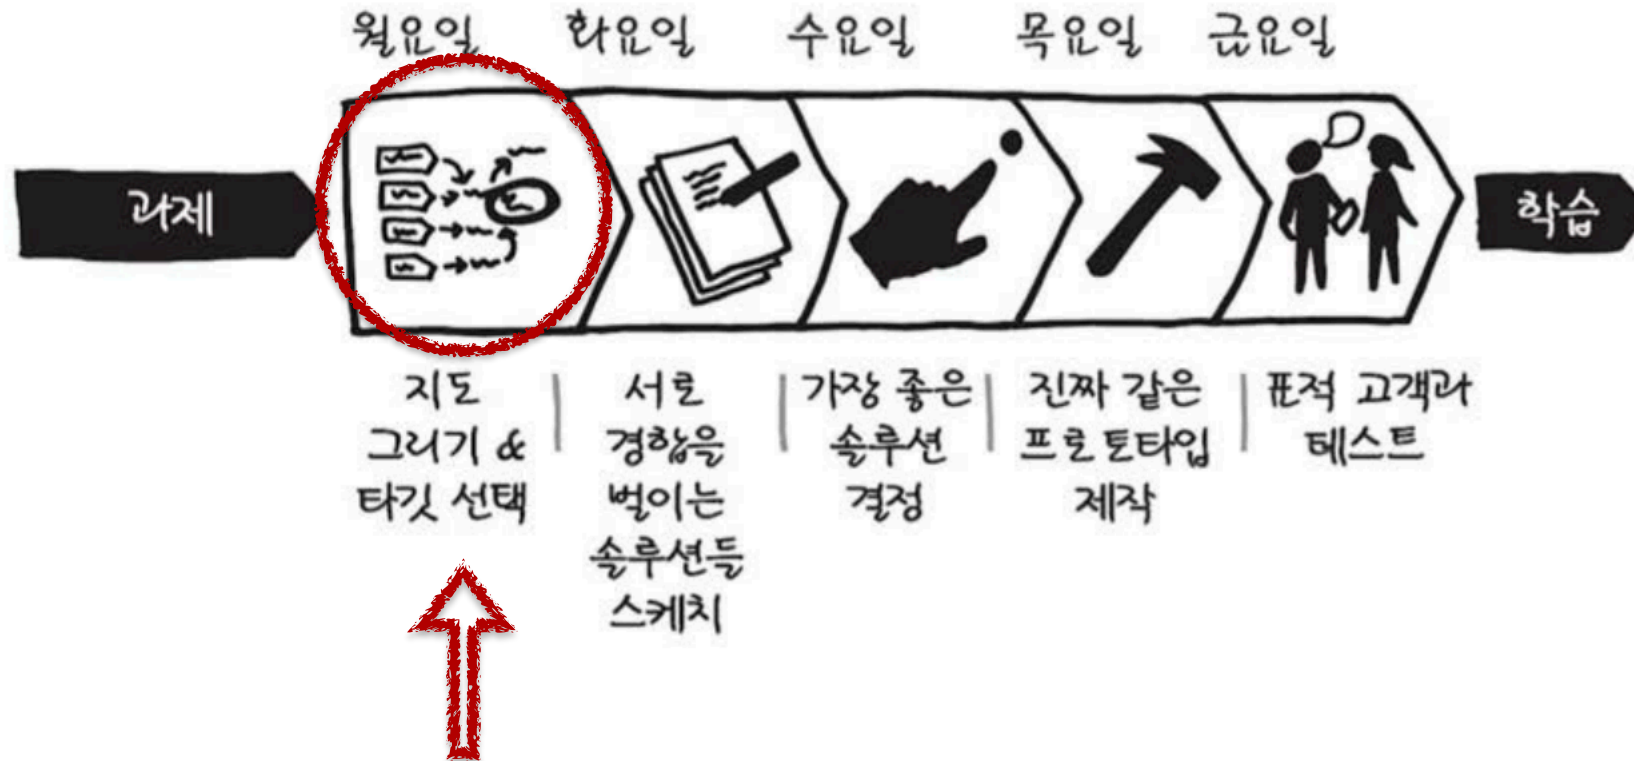 월요일 화요일 수요일 목요일 금요일
과제
학습
지도
그리기 &
타깃 선택
서로
경합을
벌이는
솔루션들
스케치
가장 좋은
솔루션
결정
진짜 같은
프로토타입
제작
표적 고객과
테스트